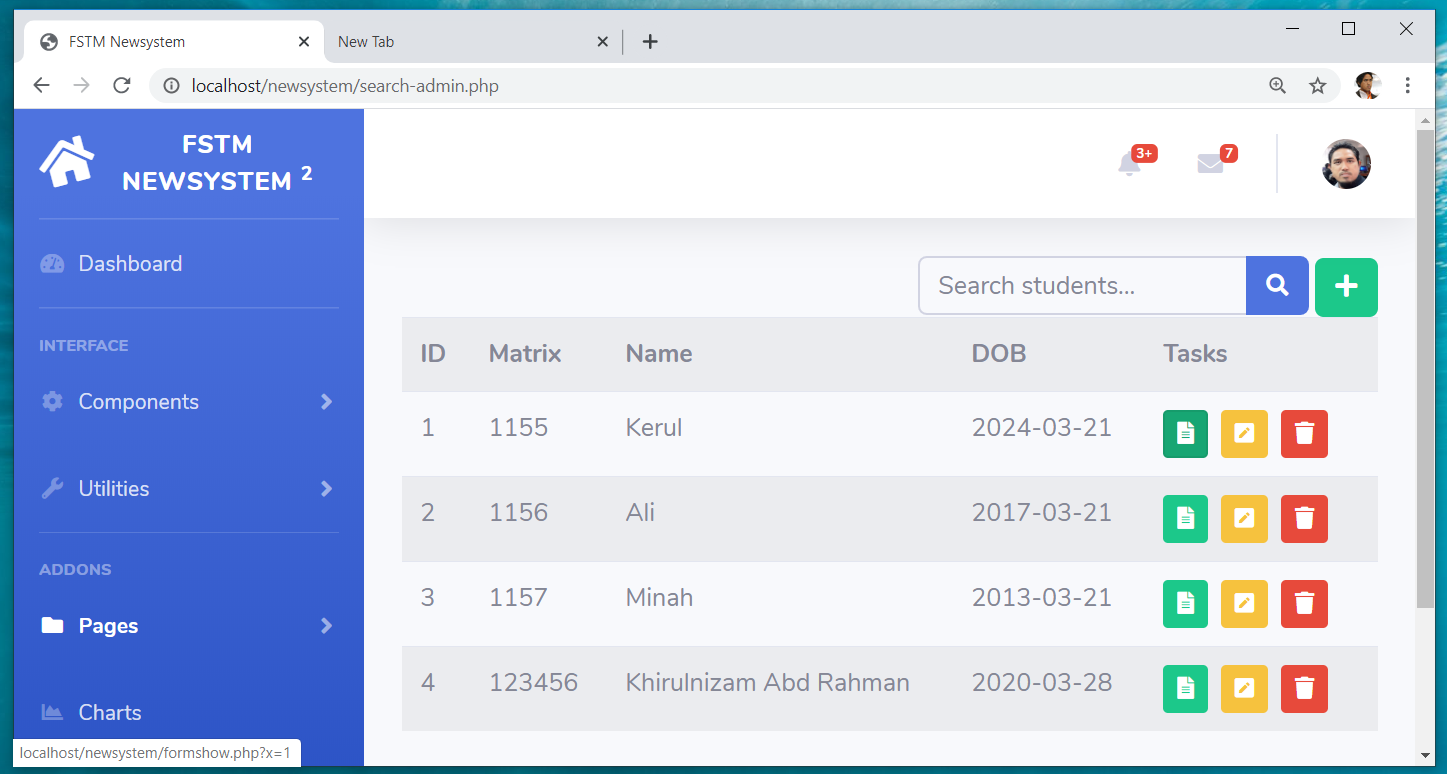 FSTM Newsystem
New Tab
localhost/newsystem/search-admin.php
FSTM
NEWSYSTEM 2
3+
7
Dashboard
INTERFACE
Components
Utilities
ADDONS
Pages
Charts
Search students...
ID Matrix Name DOB Tasks
1 1155 Kerul 2024-03-21
2 1156 Ali 2017-03-21
3 1157 Minah 2013-03-21
4 123456 Khirulnizam Abd Rahman 2020-03-28
localhost/newsystem/formshow.php?x=1